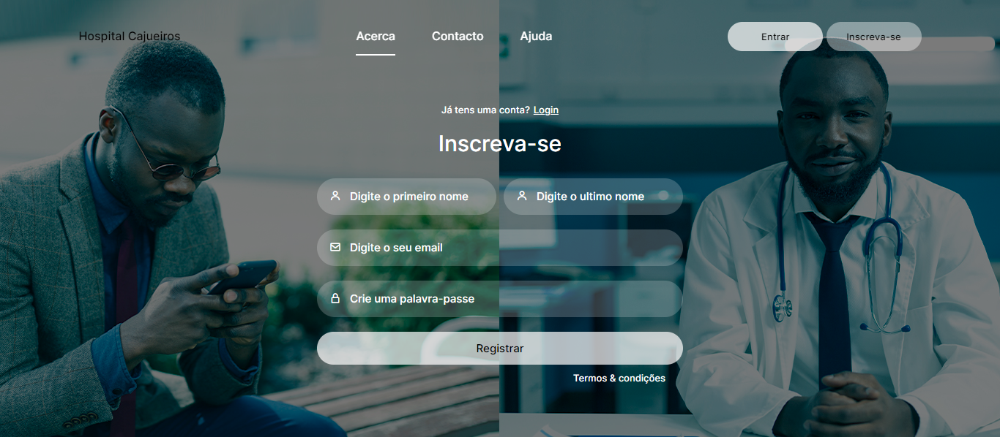 Hospital Cajueiros
Acerca Contacto Ajuda
Entrar Inscreva-se
Já tens uma conta? Login
Inscreva-se
Digite o primeiro nome Digite o ultimo nome
Digite o seu email
Crie uma palavra-passe
Registrar
Termos & condições